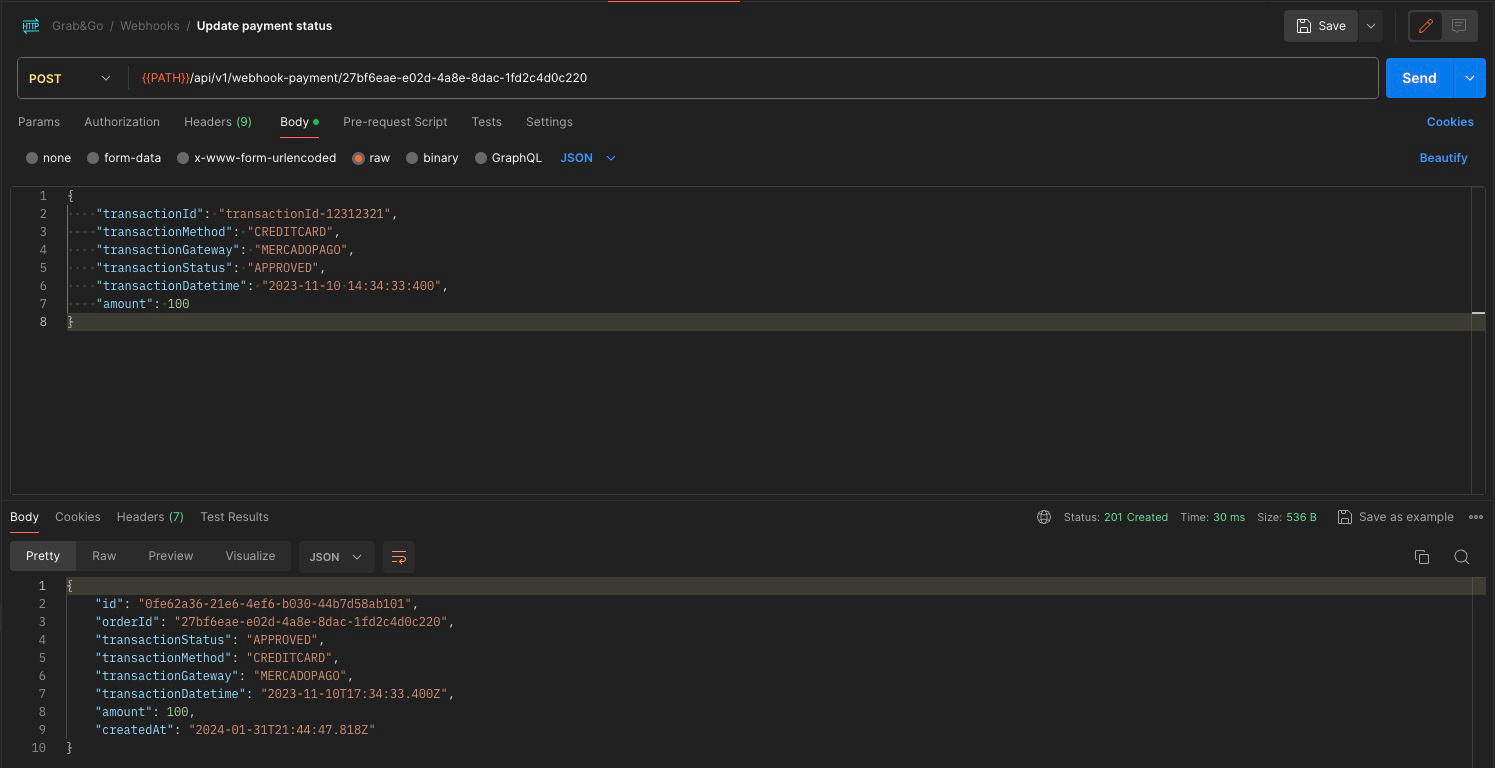 HTTP Grab&Go / Webhooks / Update payment status Save
POST {{PATH}}/api/v1/webhook-payment/27bf6eae-e02d-4a8e-8dac-1fd2c4d0c220 Send
Params Authorization Headers (9) Body Pre-request Script Tests Settings Cookies
none form-data x-www-form-urlencoded raw binary GraphQL JSON Beautify
1 {
2 "transactionId": "transactionId-12312321",
3 "transactionMethod": "CREDITCARD",
4 "transactionGateway": "MERCADOPAGO",
5 "transactionStatus": "APPROVED",
6 "transactionDatetime": "2023-11-10 14:34:33:400",
7 "amount": 100
8 }
Body Cookies Headers (7) Test Results Status: 201 Created Time: 30 ms Size: 536 B Save as example
Pretty Raw Preview Visualize JSON
1 {
2 "id": "0fe62a36-21e6-4ef6-b030-44b7d58ab101",
3 "orderId": "27bf6eae-e02d-4a8e-8dac-1fd2c4d0c220",
4 "transactionStatus": "APPROVED",
5 "transactionMethod": "CREDITCARD",
6 "transactionGateway": "MERCADOPAGO",
7 "transactionDatetime": "2023-11-10T17:34:33.400Z",
8 "amount": 100,
9 "createdAt": "2024-01-31T21:44:47.818Z"
10 }